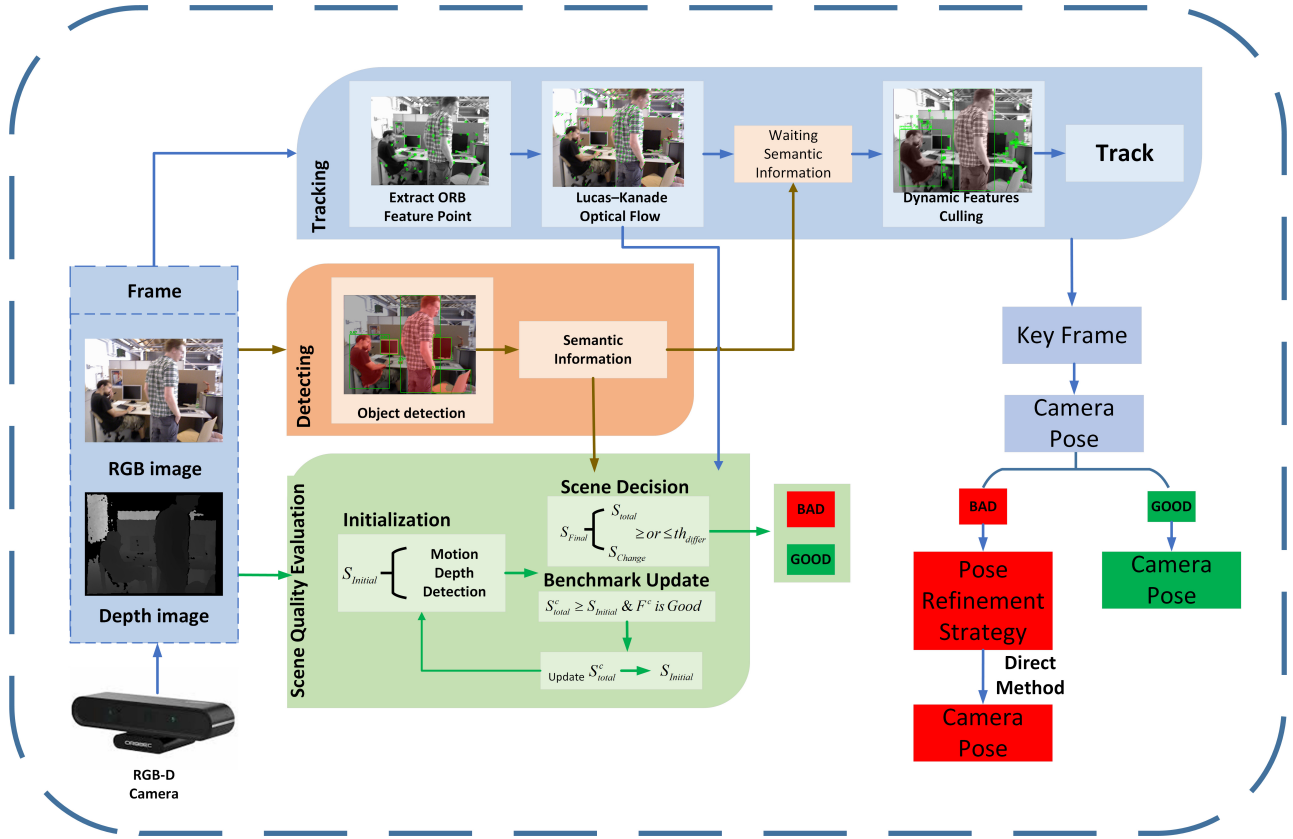 Tracking
Extract ORB
Feature Point
Lucas–Kanade
Optical Flow
Waiting
Semantic
Information
Dynamic Features
Culling
Track
Frame
RGB image
Depth image
ORBBEC
RGB-D
Camera
Detecting
Object detection
Semantic
Information
Scene Quality Evaluation
Initialization
S_Initial
Motion
Depth
Detection
Scene Decision
S_Final
S_total
S_Change
≥ or ≤ th_differ
Benchmark Update
S^c_total ≥ S_Initial & F^c is Good
Update S^c_total → S_Initial
BAD
GOOD
Key Frame
Camera
Pose
BAD
GOOD
Pose
Refinement
Strategy
Camera
Pose
Direct
Method
Camera
Pose